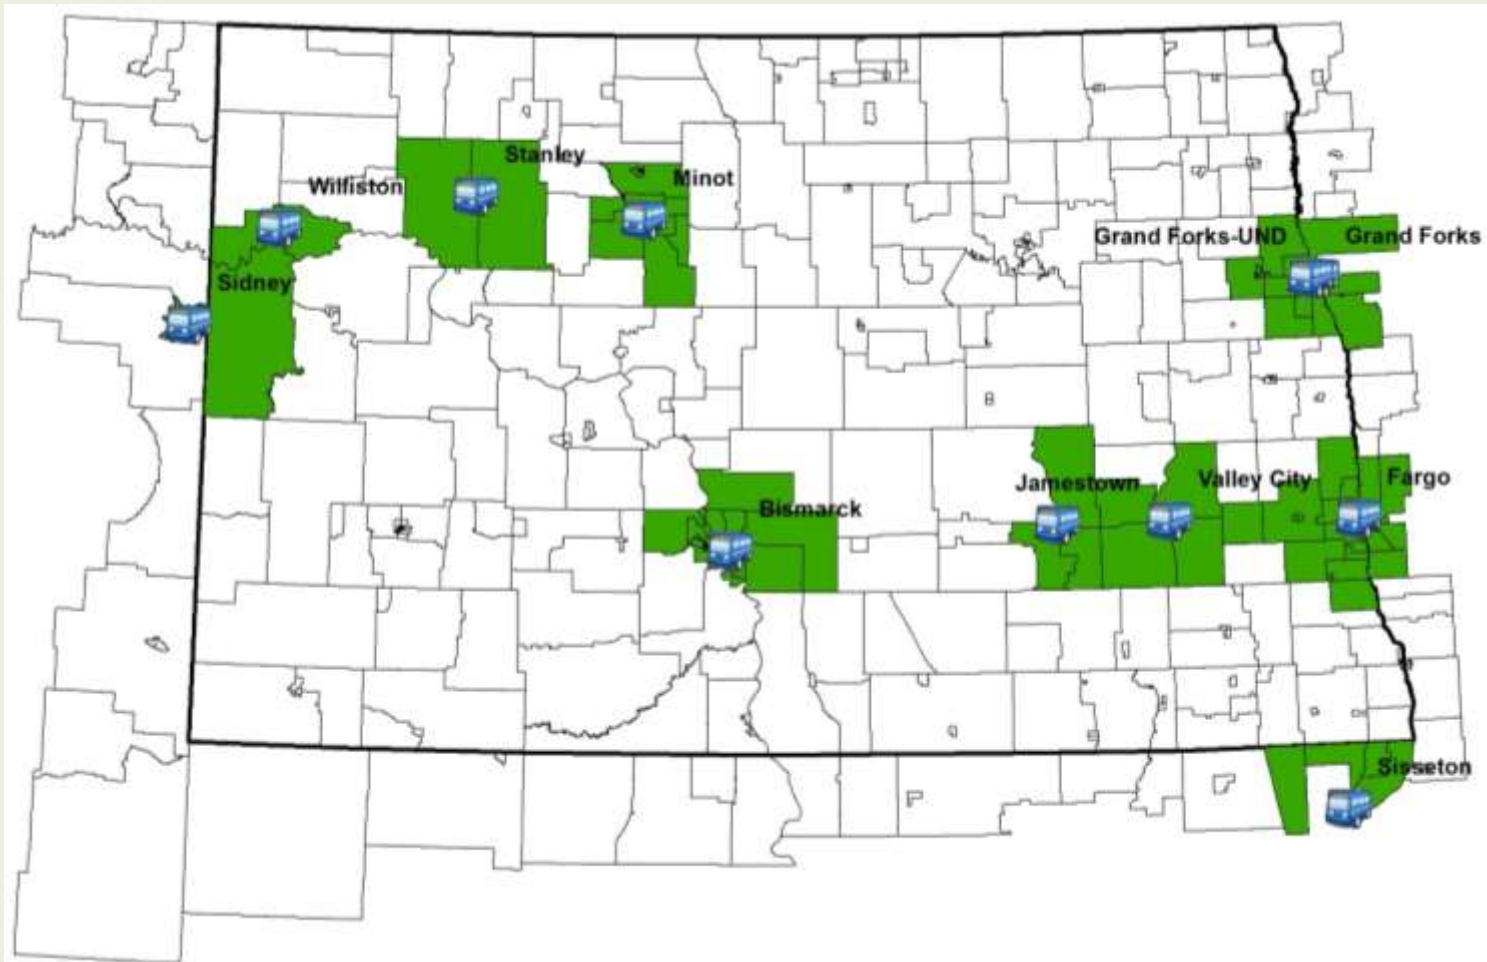 Stanley
Williston
Minot
Grand Forks-UND
Grand Forks
Sidney
Jamestown
Valley City
Fargo
Bismarck
Sisseton